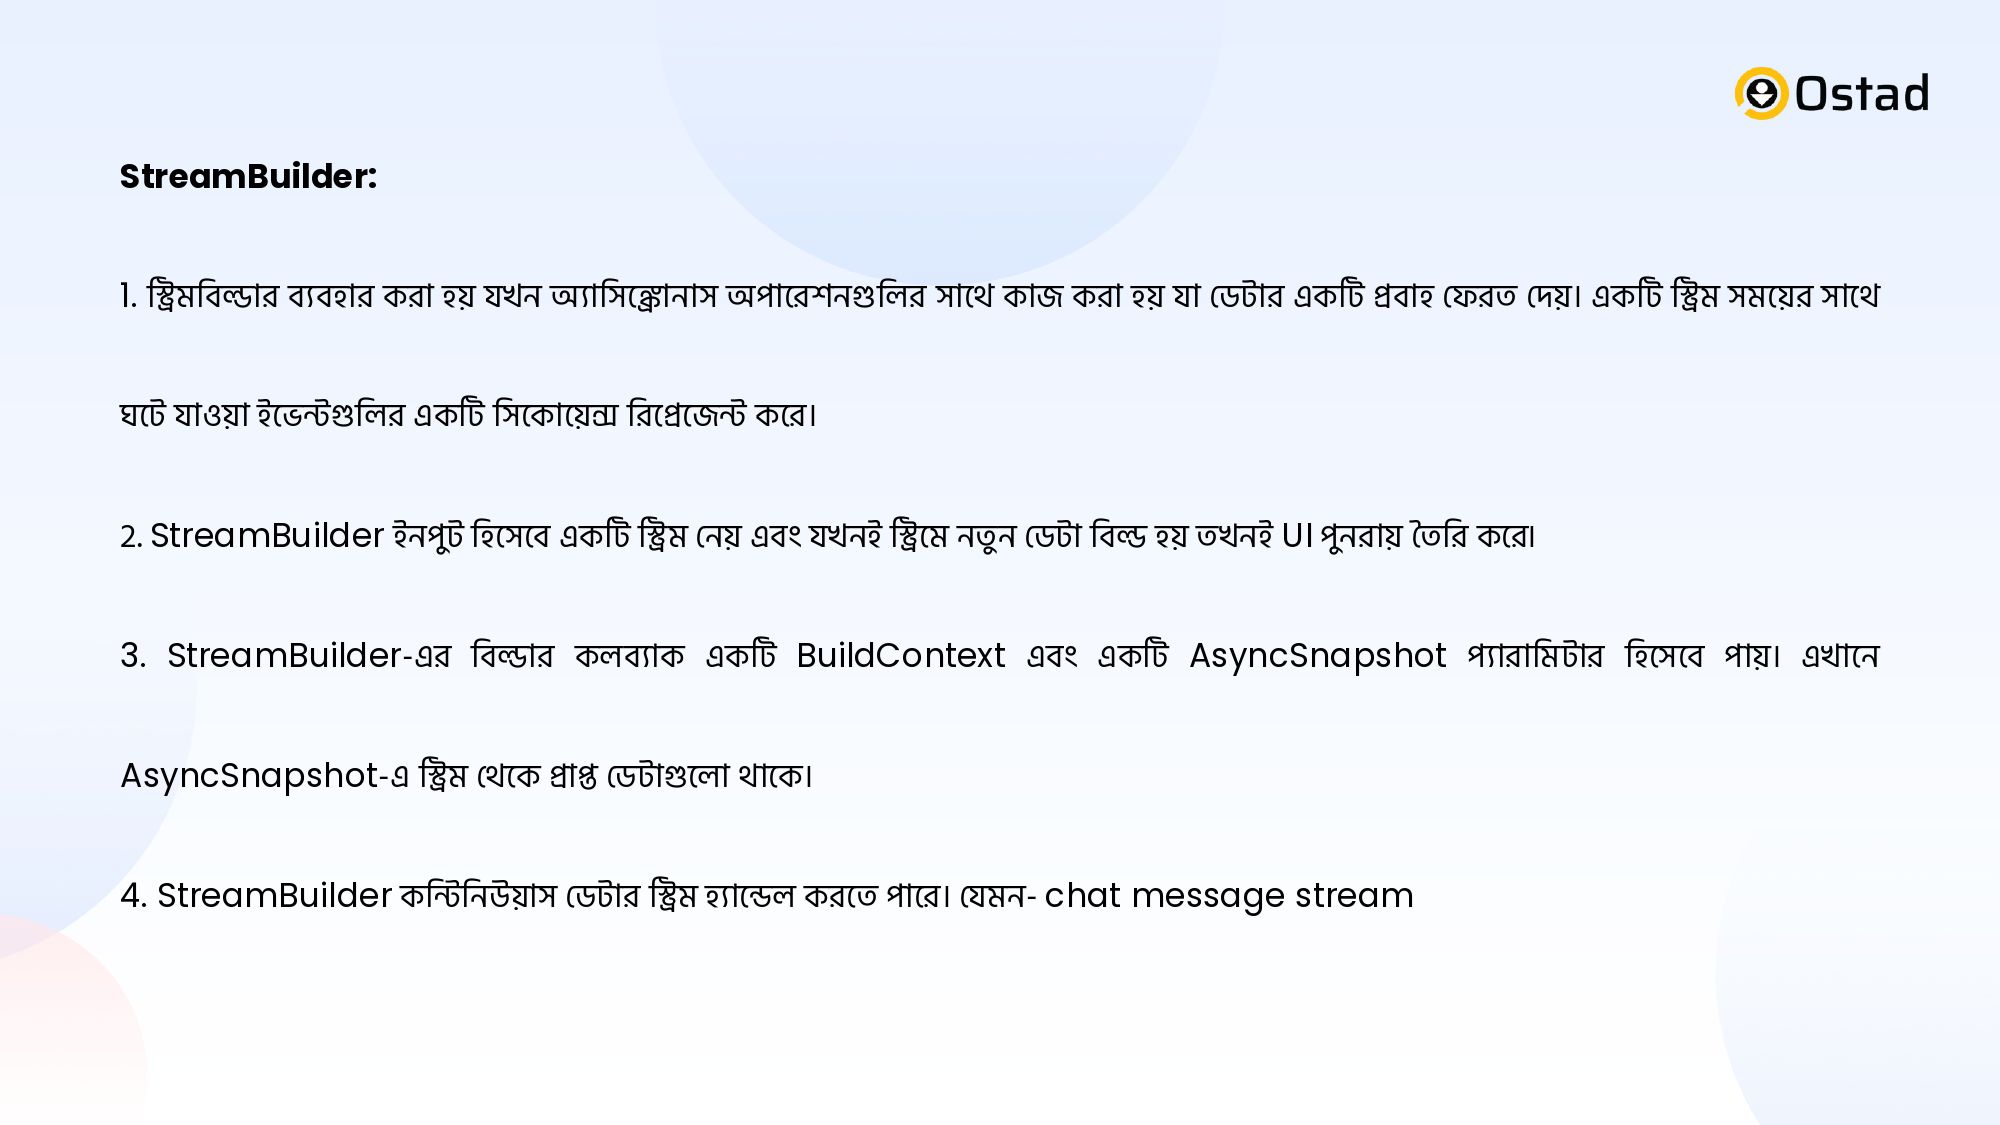 Ostad
StreamBuilder:
1. স্ট্রিমবিল্ডার ব্যবহার করা হয় যখন অ্যাসিঙ্ক্রোনাস অপারেশনগুলির সাথে কাজ করা হয় যা ডেটার একটি প্রবাহ ফেরত দেয়। একটি স্ট্রিম সময়ের সাথে
ঘটে যাওয়া ইভেন্টগুলির একটি সিকোয়েন্স রিপ্রেজেন্ট করে।
2. StreamBuilder ইনপুট হিসেবে একটি স্ট্রিম নেয় এবং যখনই স্ট্রিমে নতুন ডেটা বিল্ড হয় তখনই UI পুনরায় তৈরি করে৷
3. StreamBuilder-এর বিল্ডার কলব্যাক একটি BuildContext এবং একটি AsyncSnapshot প্যারামিটার হিসেবে পায়। এখানে
AsyncSnapshot-এ স্ট্রিম থেকে প্রাপ্ত ডেটাগুলো থাকে।
4. StreamBuilder কন্টিনিউয়াস ডেটার স্ট্রিম হ্যান্ডেল করতে পারে। যেমন- chat message stream